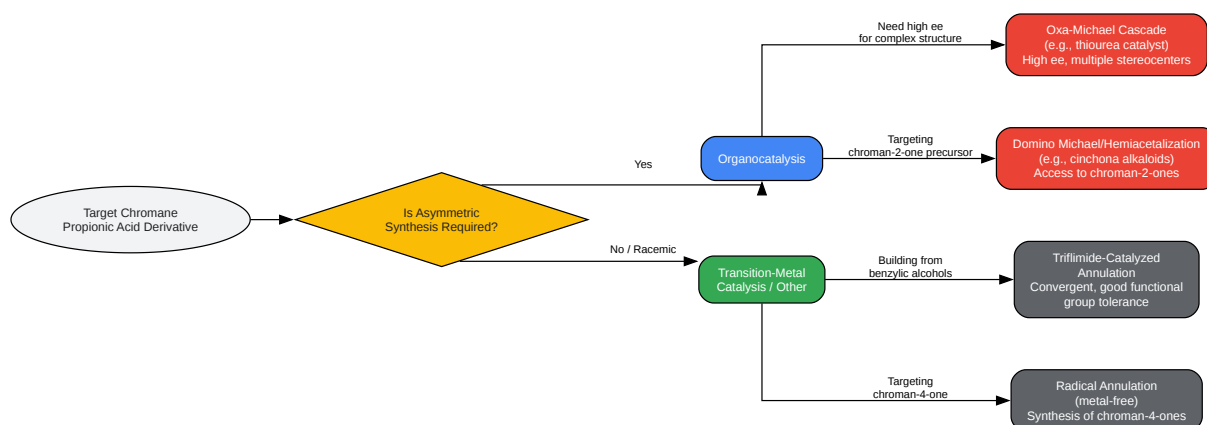 Target Chromane
Propionic Acid Derivative
Is Asymmetric
Synthesis Required?
Yes
No / Racemic
Organocatalysis
Transition-Metal
Catalysis / Other
Need high ee
for complex structure
Targeting
chroman-2-one precursor
Building from
benzylic alcohols
Targeting
chroman-4-one
Oxa-Michael Cascade
(e.g., thiourea catalyst)
High ee, multiple stereocenters
Domino Michael/Hemiacetalization
(e.g., cinchona alkaloids)
Access to chroman-2-ones
Triflimide-Catalyzed
Annulation
Convergent, good functional
group tolerance
Radical Annulation
(metal-free)
Synthesis of chroman-4-ones